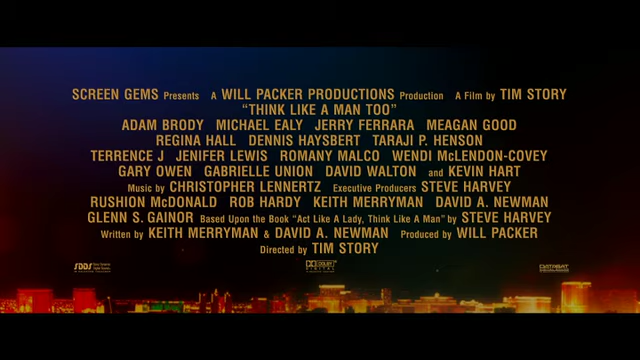 SCREEN GEMS Presents A WILL PACKER PRODUCTIONS Production A Film by TIM STORY
"THINK LIKE A MAN TOO"
ADAM BRODY MICHAEL EALY JERRY FERRARA MEAGAN GOOD
REGINA HALL DENNIS HAYSBERT TARAJI P. HENSON
TERRENCE J JENIFER LEWIS ROMANY MALCO WENDI McLENDON-COVEY
GARY OWEN GABRIELLE UNION DAVID WALTON and KEVIN HART
Music by CHRISTOPHER LENNERTZ Executive Producers STEVE HARVEY
RUSHION McDONALD ROB HARDY KEITH MERRYMAN DAVID A. NEWMAN
GLENN S. GAINOR Based Upon the Book "Act Like A Lady, Think Like A Man" by STEVE HARVEY
Written by KEITH MERRYMAN & DAVID A. NEWMAN Produced by WILL PACKER
Directed by TIM STORY
SDDS DOLBY DATASAT
DIGITAL